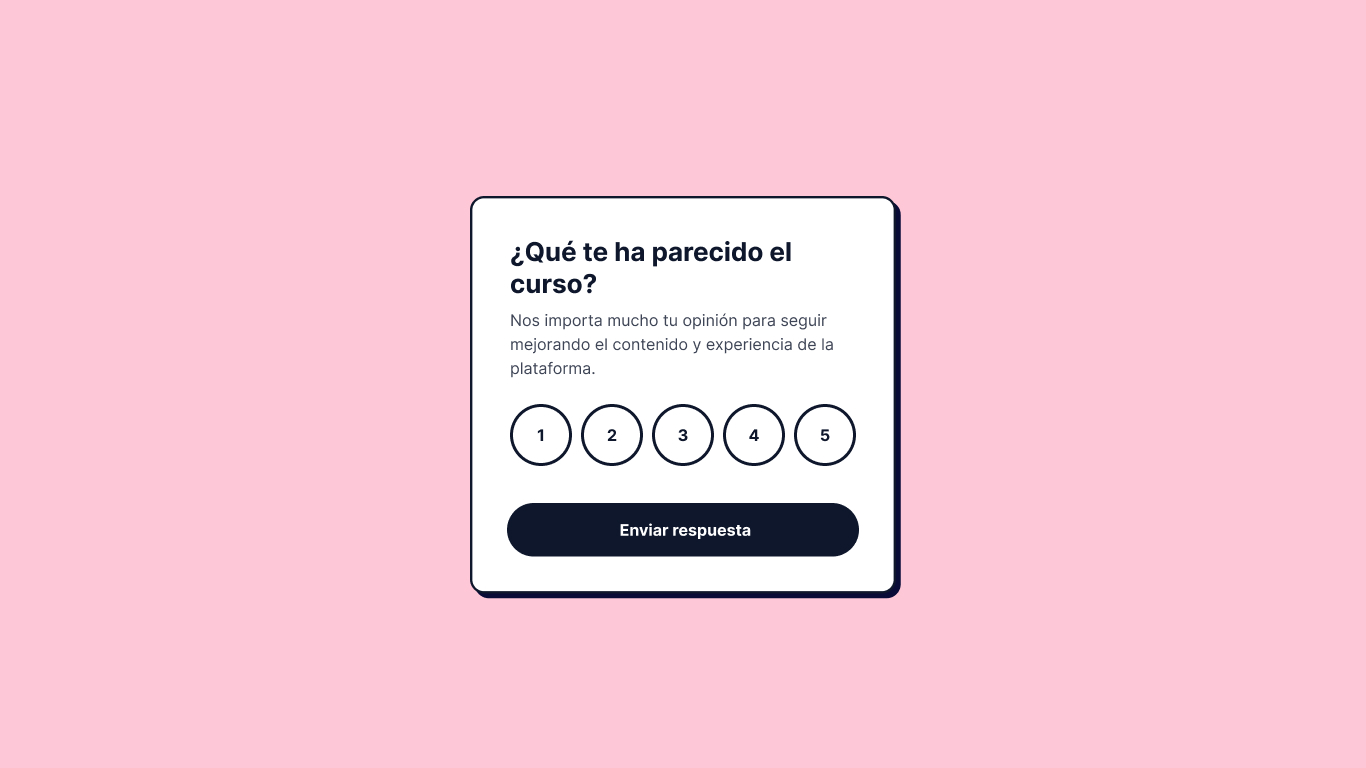 ¿Qué te ha parecido el
curso?
Nos importa mucho tu opinión para seguir
mejorando el contenido y experiencia de la
plataforma.
1 2 3 4 5
Enviar respuesta